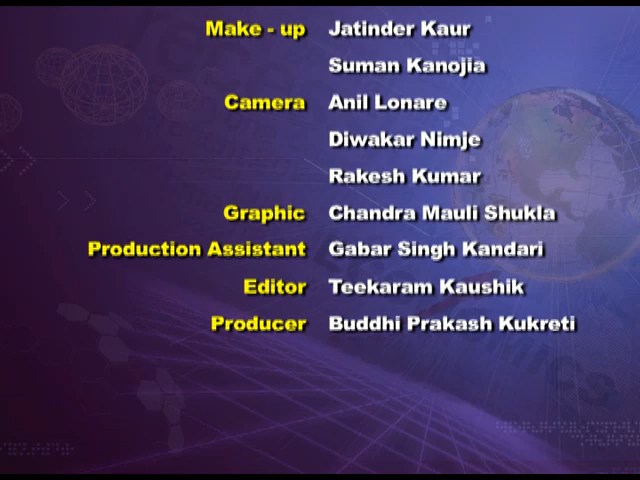 Make - up Jatinder Kaur
Suman Kanojia
Camera Anil Lonare
Diwakar Nimje
Rakesh Kumar
Graphic Chandra Mauli Shukla
Production Assistant Gabar Singh Kandari
Editor Teekaram Kaushik
Producer Buddhi Prakash Kukreti